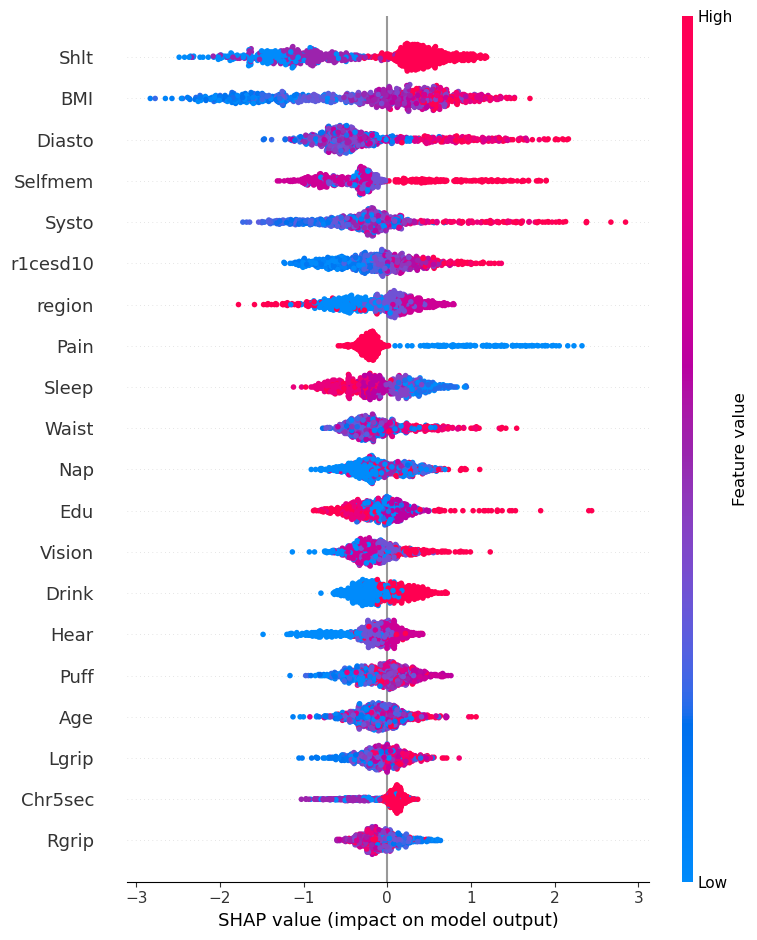 High
Shlt
BMI
Diasto
Selfmem
Systo
r1cesd10
region
Pain
Sleep
Waist
Nap
Edu
Vision
Drink
Hear
Puff
Age
Lgrip
Chr5sec
Rgrip
Feature value
Low
−3 −2 −1 0 1 2 3
SHAP value (impact on model output)